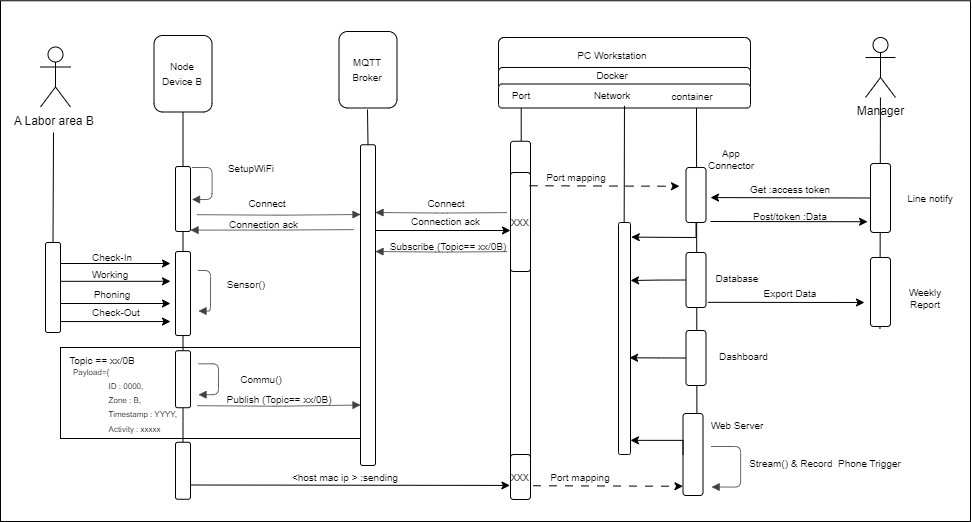 Node
Device B
MQTT
Broker
PC Workstation
Docker
Port
Network
container
A Labor area B
Manager
SetupWiFi
App
Connector
Port mapping
Get :access token
Connect
Connect
Line notify
Connection ack
Connection ack
XXX
Post/token :Data
Subscribe (Topic== xx/0B)
Check-In
Working
Sensor()
Database
Phoning
Export Data
Weekly
Report
Check-Out
Topic == xx/0B
Dashboard
Payload={
ID : 0000,
Commu()
Zone : B,
Publish (Topic== xx/0B)
Timestamp : YYYY,
Activity : xxxxx
Web Server
Stream() & Record Phone Trigger
<host mac ip > :sending
XXX
Port mapping